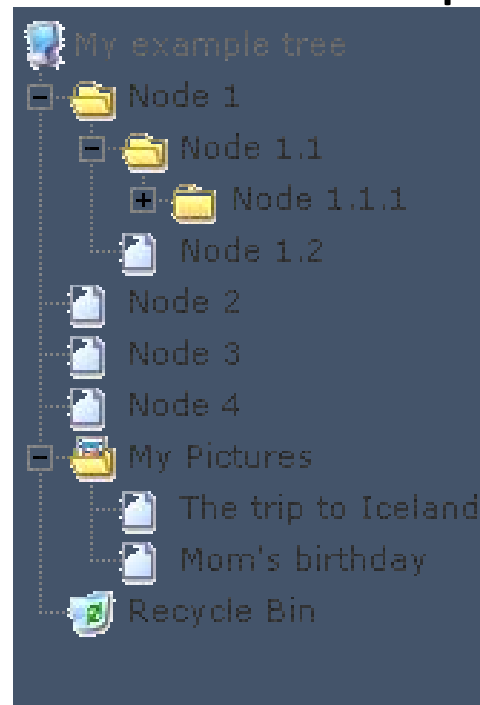 My example tree
Node 1
Node 1.1
Node 1.1.1
Node 1.2
Node 2
Node 3
Node 4
My Pictures
The trip to Iceland
Mom's birthday
Recycle Bin